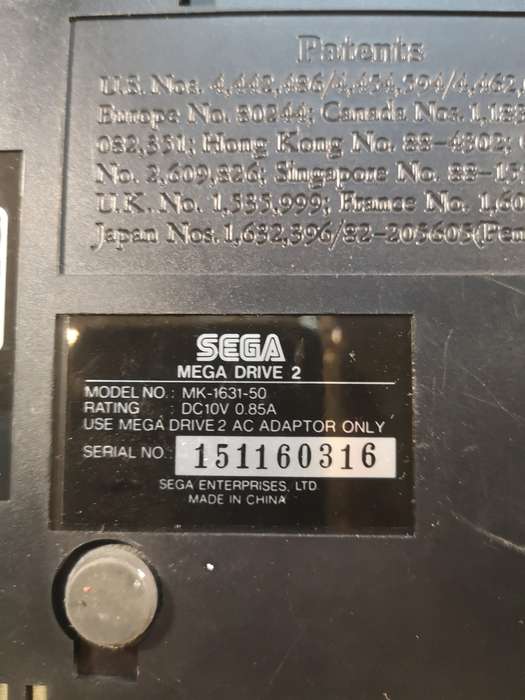 Patents
U.S. Nos. 4,442,486/4,454,594/4,462,
Europe No. 80244; Canada Nos. 1,183
082,351; Hong Kong No. 88-4302;
No. 2,609,826; Singapore No. 88-15
U.K. No. 1,535,999; France No. 1,60
Japan Nos. 1,632,396/82-205605(Pen
SEGA
MEGA DRIVE 2
MODEL NO. : MK-1631-50
RATING : DC10V 0.85A
USE MEGA DRIVE 2 AC ADAPTOR ONLY
SERIAL NO. : 151160316
SEGA ENTERPRISES, LTD.
MADE IN CHINA